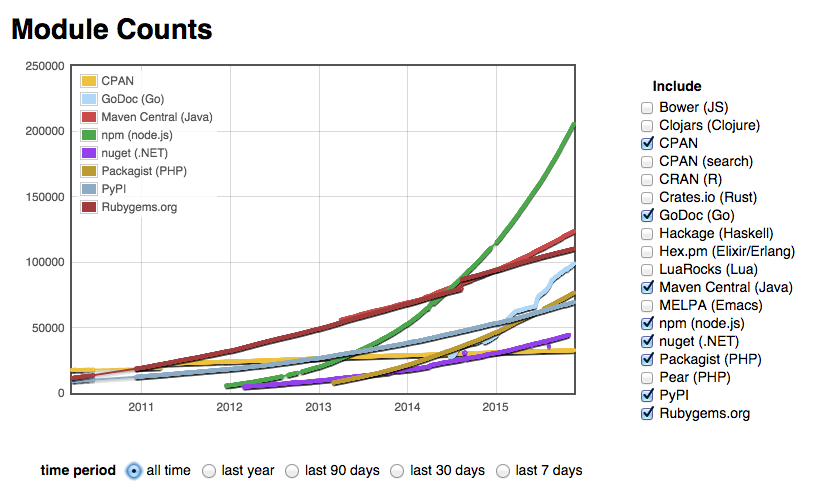 Module Counts
250000
200000
150000
100000
50000
0
CPAN
GoDoc (Go)
Maven Central (Java)
npm (node.js)
nuget (.NET)
Packagist (PHP)
PyPI
Rubygems.org
2011
2012
2013
2014
2015
Include
Bower (JS)
Clojars (Clojure)
CPAN
CPAN (search)
CRAN (R)
Crates.io (Rust)
GoDoc (Go)
Hackage (Haskell)
Hex.pm (Elixir/Erlang)
LuaRocks (Lua)
Maven Central (Java)
MELPA (Emacs)
npm (node.js)
nuget (.NET)
Packagist (PHP)
Pear (PHP)
PyPI
Rubygems.org
time period all time last year last 90 days last 30 days last 7 days